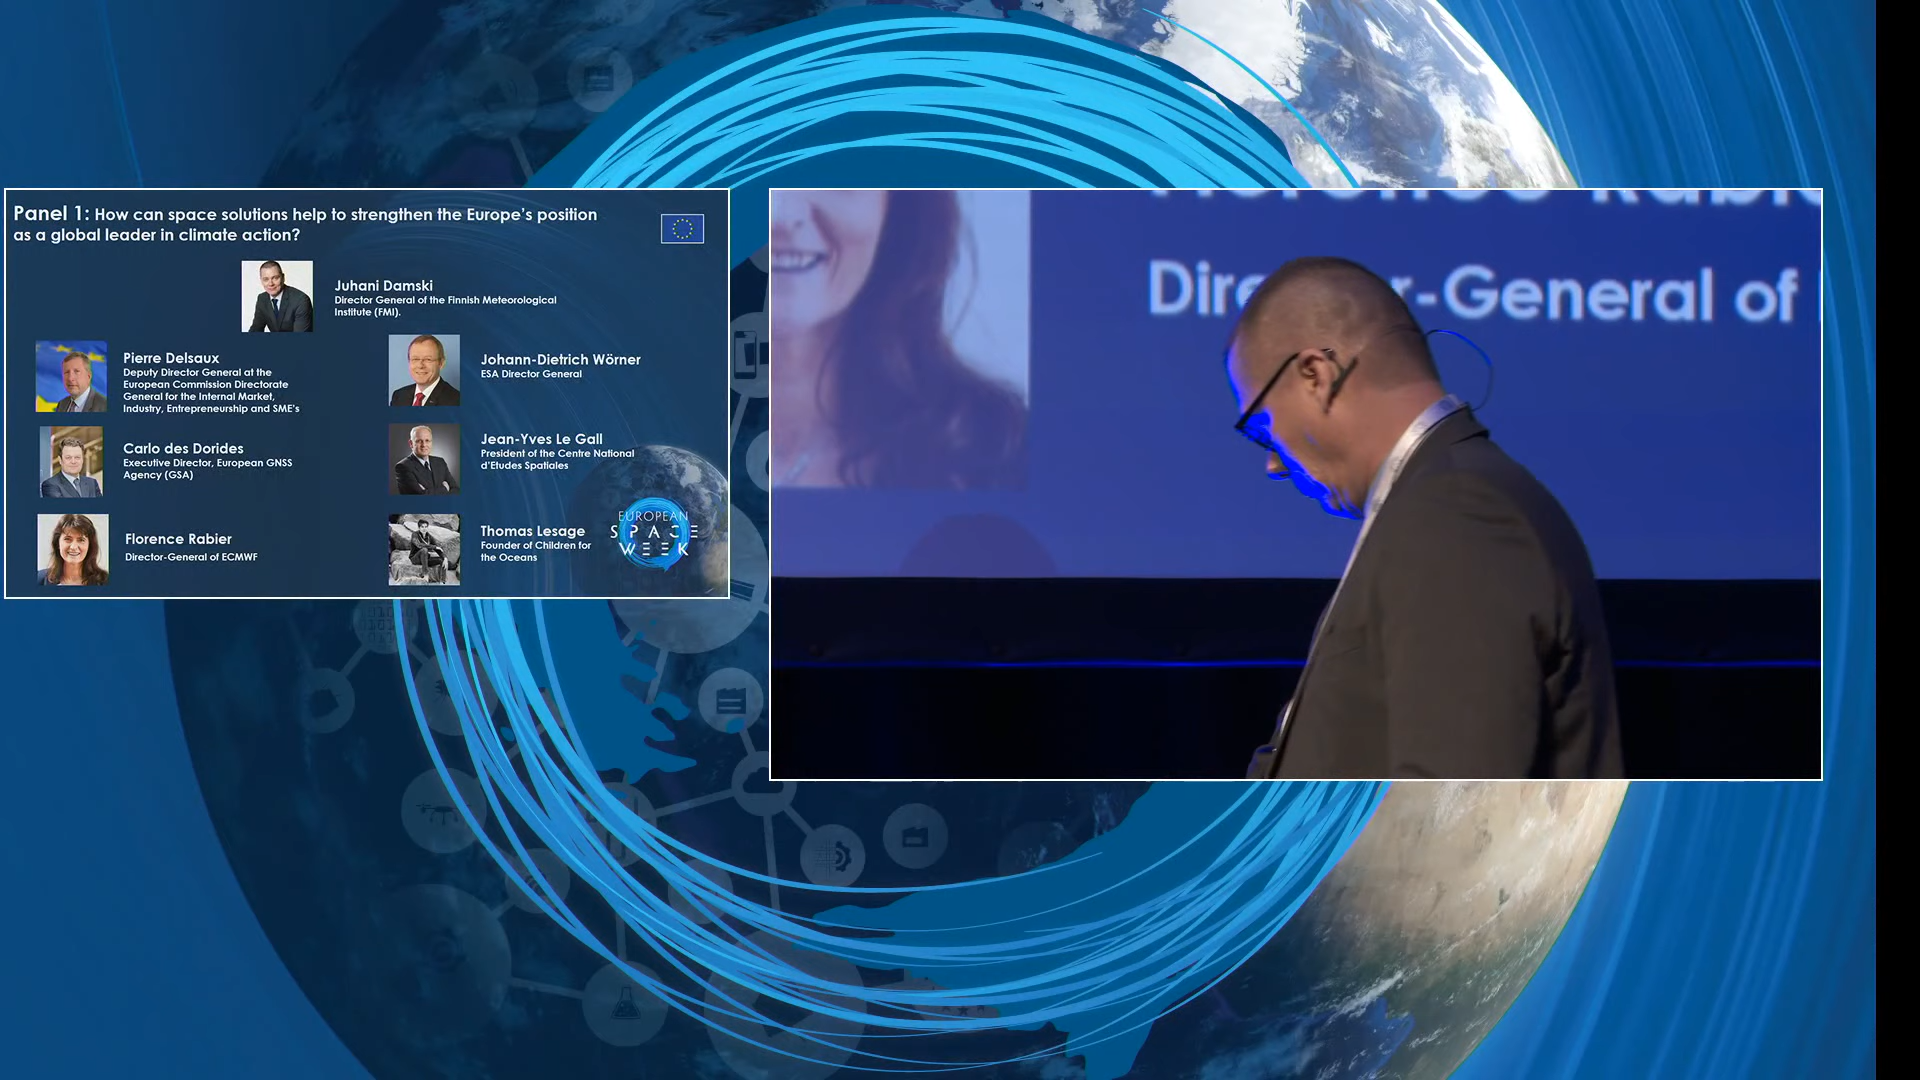 Panel 1: How can space solutions help to strengthen the Europe's position
as a global leader in climate action?
Juhani Damski
Director General of the Finnish Meteorological
Institute (FMI).
Pierre Delsaux
Deputy Director General at the
European Commission Directorate
General for the Internal Market,
Industry, Entrepreneurship and SME's
Johann-Dietrich Wörner
ESA Director General
Carlo des Dorides
Executive Director, European GNSS
Agency (GSA)
Jean-Yves Le Gall
President of the Centre National
d'Etudes Spatiales
Florence Rabier
Director-General of ECMWF
Thomas Lesage
Founder of Children for
the Oceans
EUROPEAN
SPACE
WEEK
-General of